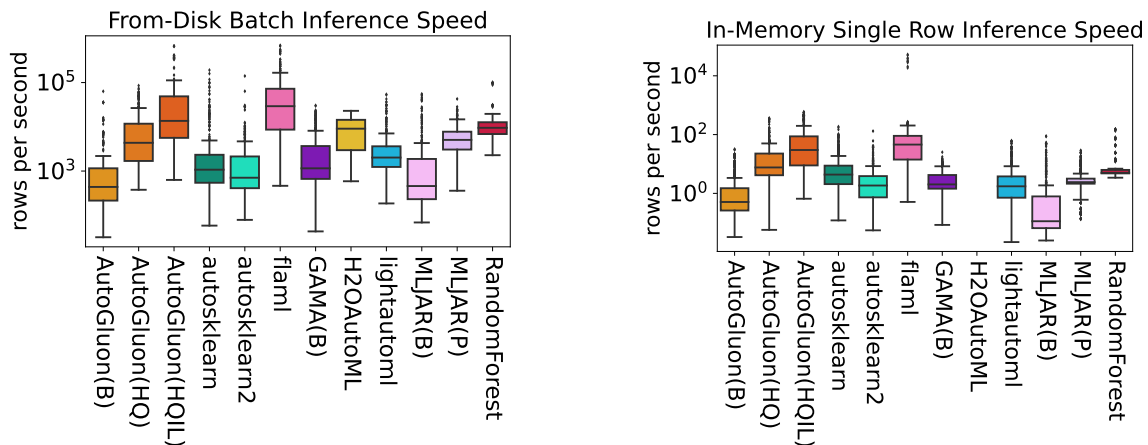 From-Disk Batch Inference Speed
rows per second
10^5
10^3
AutoGluon(B)
AutoGluon(HQ)
AutoGluon(HQIL)
autosklearn
autosklearn2
flaml
GAMA(B)
H2OAutoML
lightautoml
MLJAR(B)
MLJAR(P)
RandomForest
In-Memory Single Row Inference Speed
rows per second
10^4
10^2
10^0
AutoGluon(B)
AutoGluon(HQ)
AutoGluon(HQIL)
autosklearn
autosklearn2
flaml
GAMA(B)
H2OAutoML
lightautoml
MLJAR(B)
MLJAR(P)
RandomForest